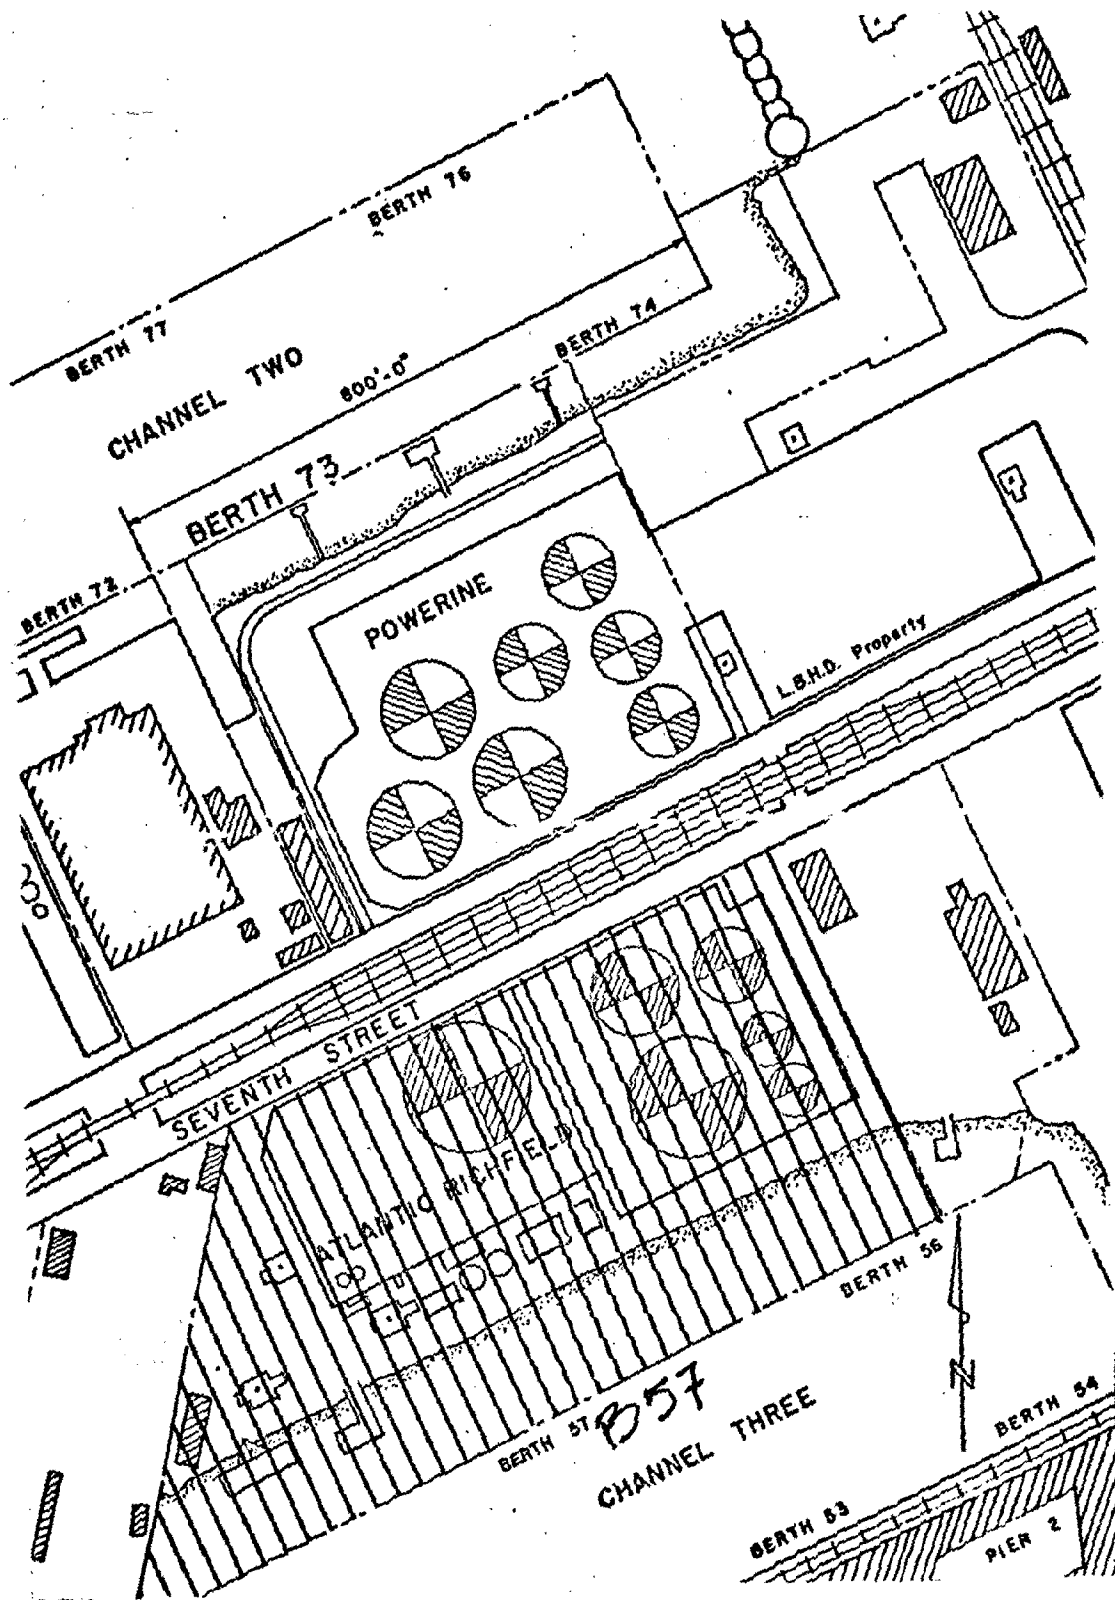 BERTH 76
BERTH 77
CHANNEL TWO
BERTH 74
800'-0"
BERTH 73
BERTH 72
POWERINE
L.B.H.D. Property
SEVENTH STREET
ATLANTIC RICHFIELD
BERTH 56
BERTH 57
B57
CHANNEL THREE
N
BERTH 54
BERTH 53
PIER 2